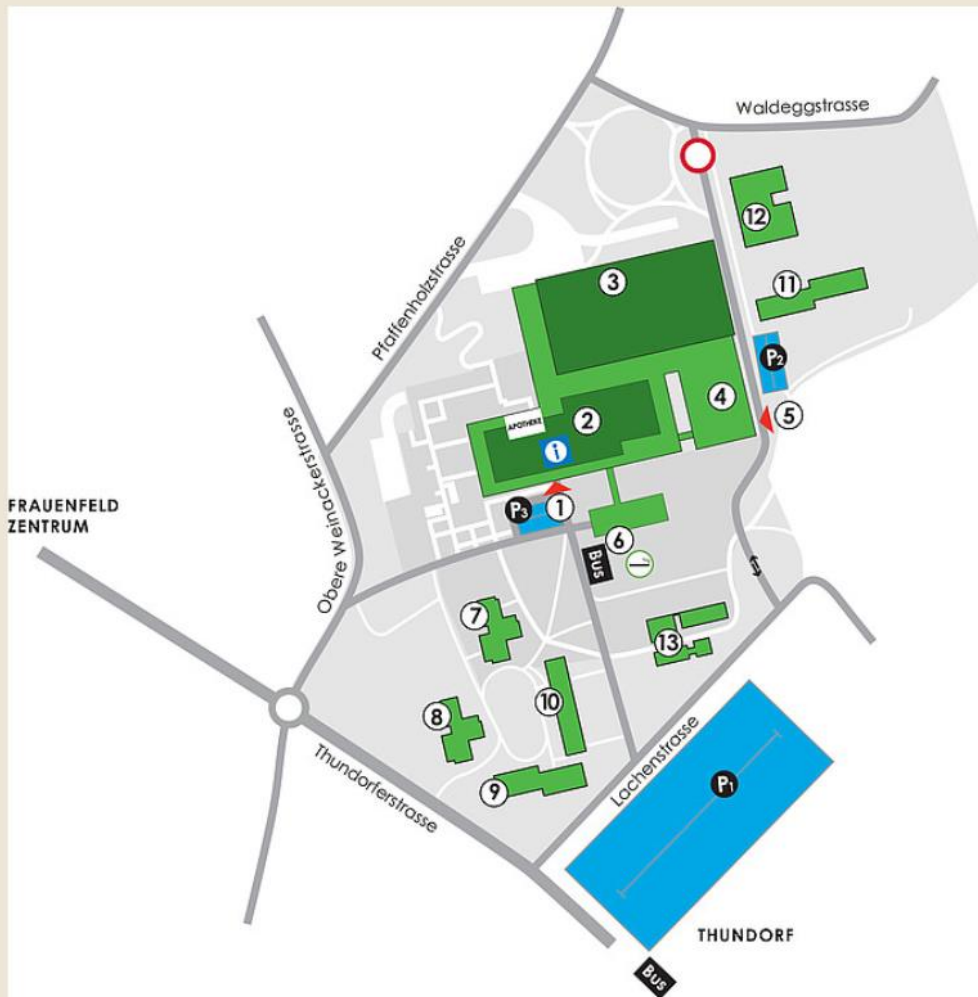 Waldeggstrasse
12
Pfaffenholzstrasse
11
3
P2
4
5
APOTHEKE
2
i
Obere Weinackerstrasse
FRAUENFELD
ZENTRUM
P3
1
6
Bus
7
13
8
10
9
Thundorferstrasse
Lachenstrasse
P1
THUNDORF
Bus